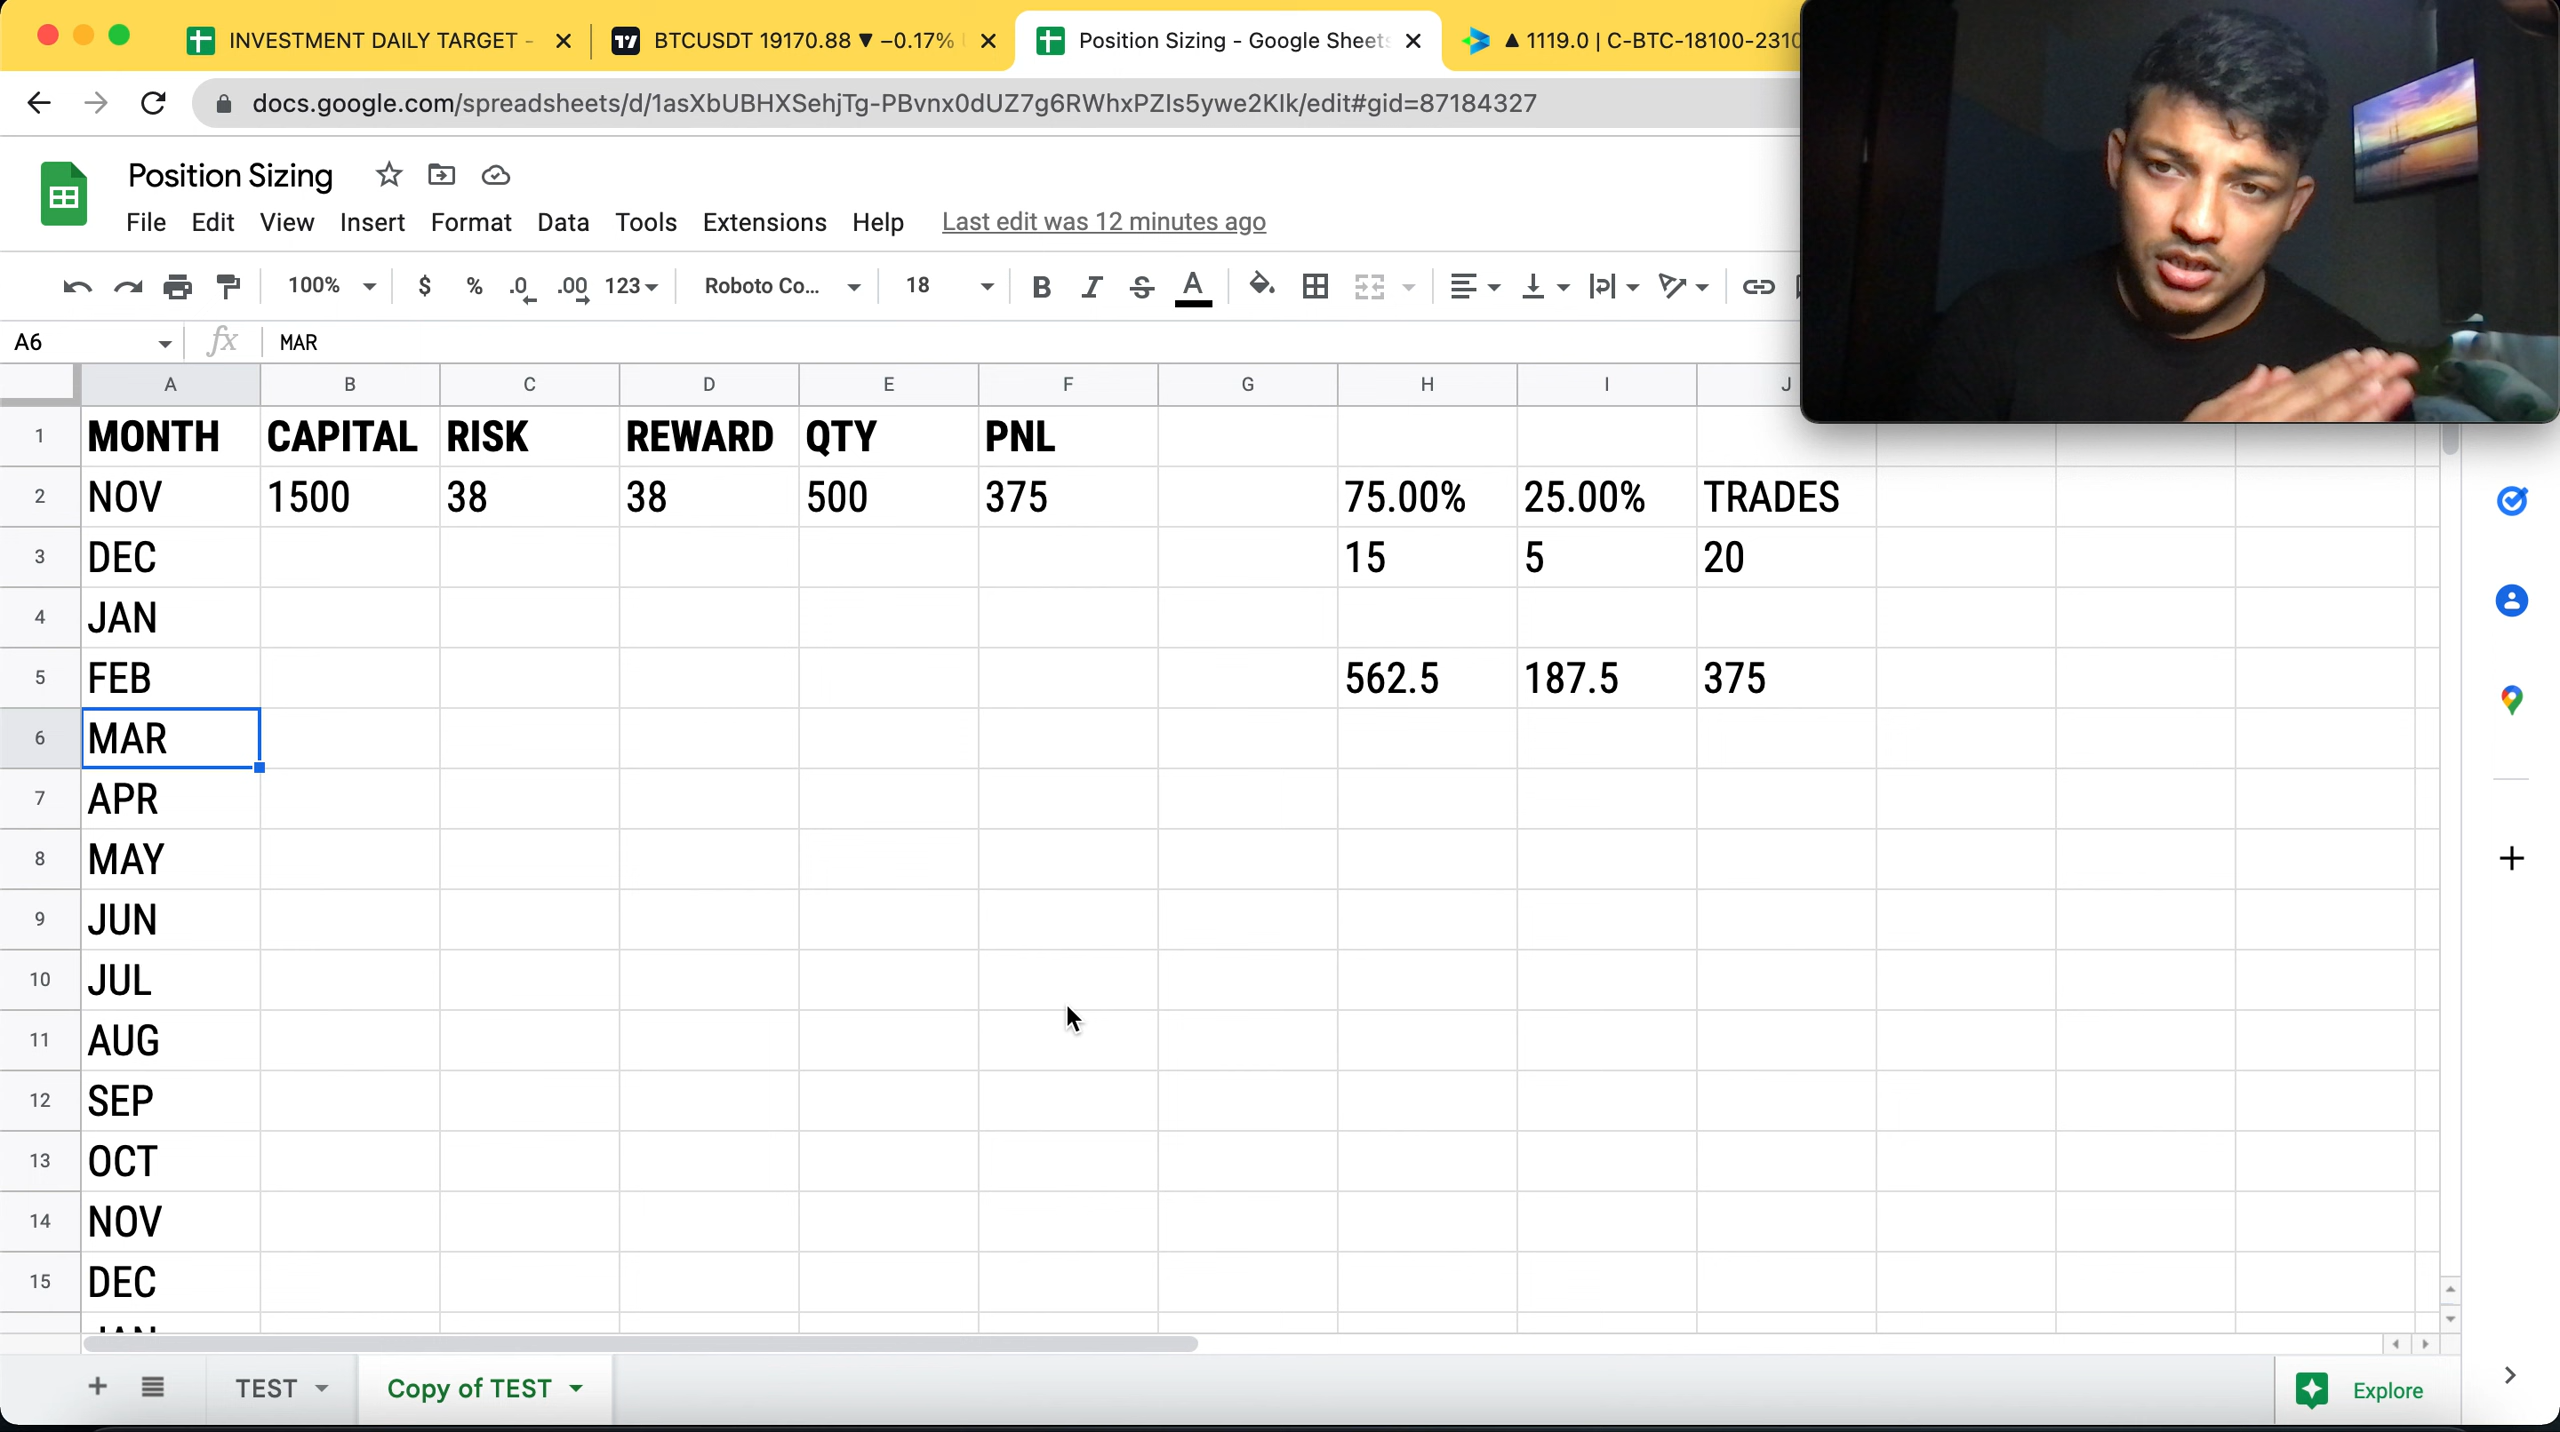 INVESTMENT DAILY TARGET -
BTCUSDT 19170.88 ▼ −0.17%
Position Sizing - Google Sheets
▲ 1119.0 | C-BTC-18100-2310
docs.google.com/spreadsheets/d/1asXbUBHXSehjTg-PBvnx0dUZ7g6RWhxPZIs5ywe2KIk/edit#gid=87184327
Position Sizing
File Edit View Insert Format Data Tools Extensions Help Last edit was 12 minutes ago
100% $ % .0 .00 123 Roboto Co... 18 B I S A
A6 fx MAR
A B C D E F G H I J
1 MONTH CAPITAL RISK REWARD QTY PNL
2 NOV 1500 38 38 500 375 75.00% 25.00% TRADES
3 DEC 15 5 20
4 JAN
5 FEB 562.5 187.5 375
6 MAR
7 APR
8 MAY
9 JUN
10 JUL
11 AUG
12 SEP
13 OCT
14 NOV
15 DEC
JAN
+ TEST Copy of TEST Explore